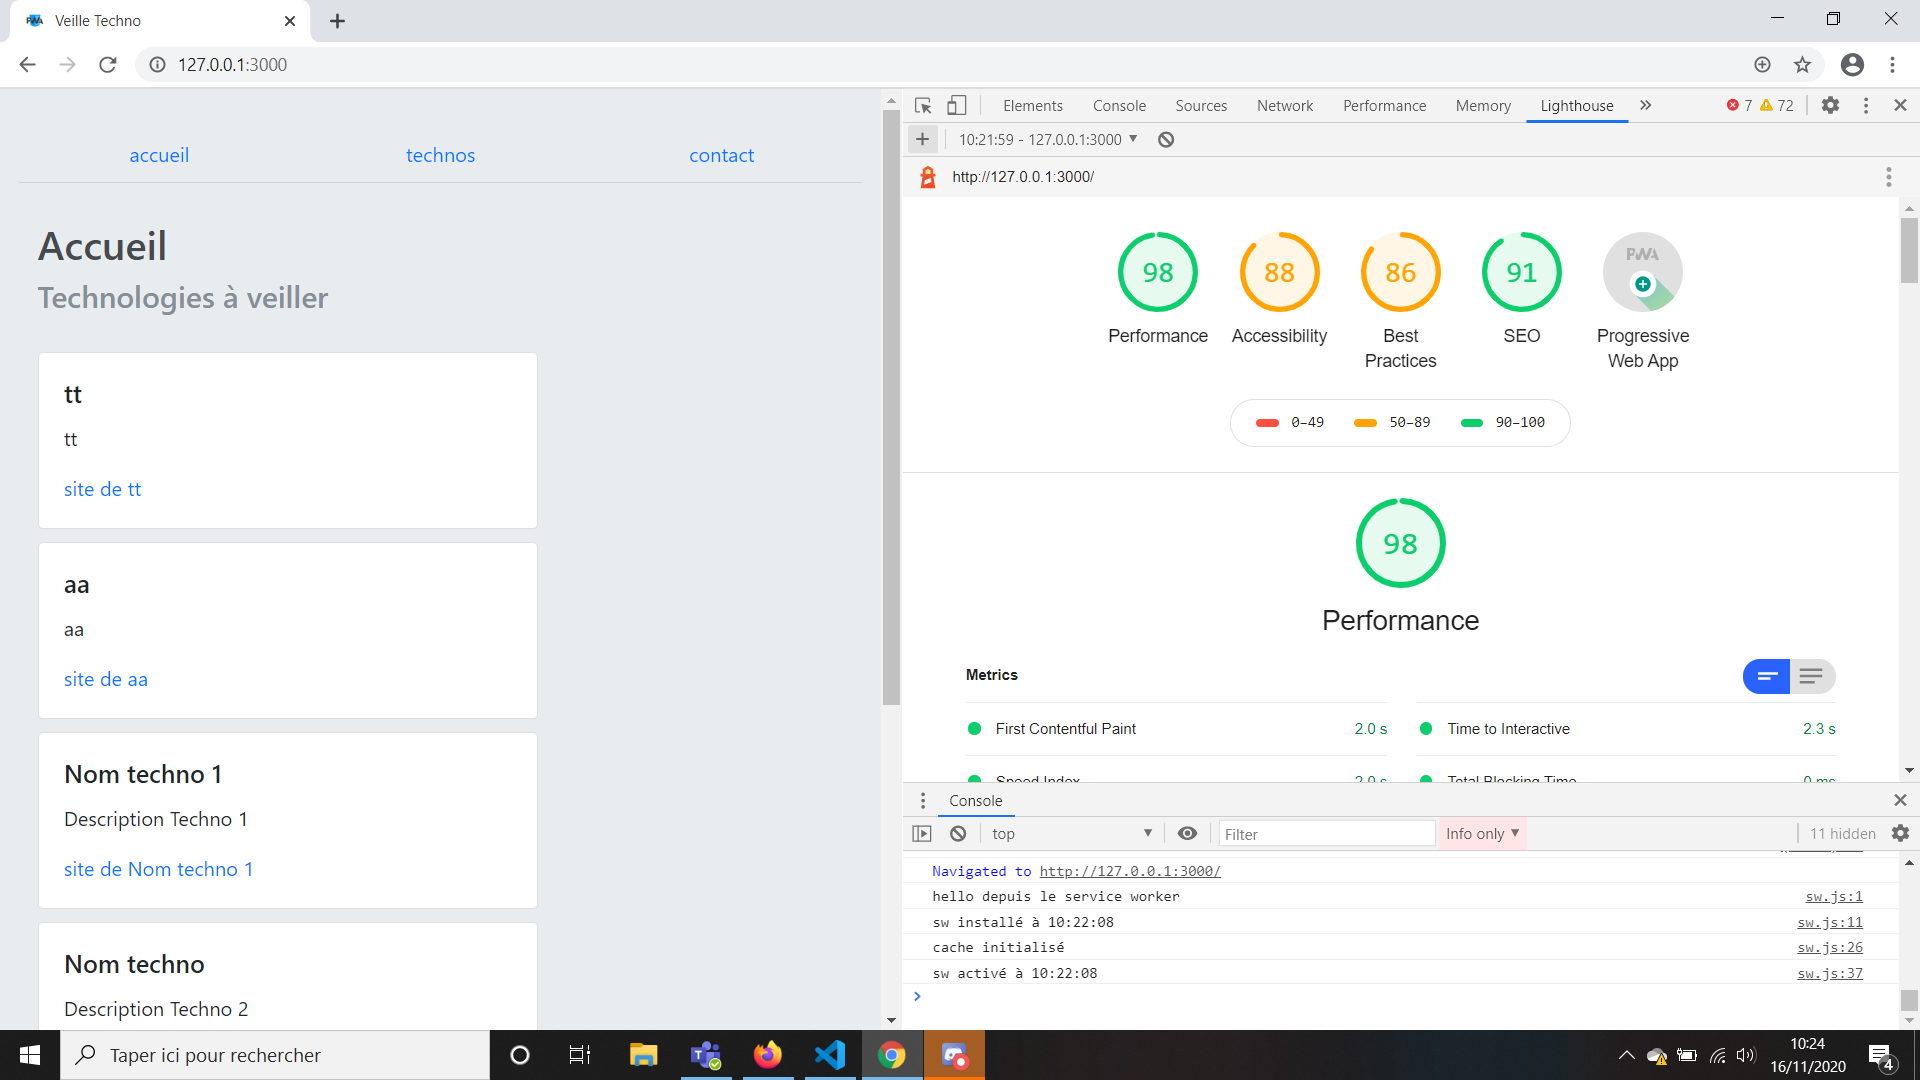 Veille Techno
127.0.0.1:3000
accueil
technos
contact
Accueil
Technologies à veiller
tt
tt
site de tt
aa
aa
site de aa
Nom techno 1
Description Techno 1
site de Nom techno 1
Nom techno
Description Techno 2
Elements Console Sources Network Performance Memory Lighthouse 7 72
10:21:59 - 127.0.0.1:3000
http://127.0.0.1:3000/
98 88 86 91 PWA
Performance
Accessibility
Best
Practices
SEO
Progressive
Web App
0–49 50–89 90–100
98
Performance
Metrics
First Contentful Paint 2.0 s
Time to Interactive 2.3 s
Speed Index 2.0 s
Total Blocking Time 0 ms
Console
top
Filter
Info only
11 hidden
Navigated to http://127.0.0.1:3000/
hello depuis le service worker sw.js:1
sw installé à 10:22:08 sw.js:11
cache initialisé sw.js:26
sw activé à 10:22:08 sw.js:37
Taper ici pour rechercher
10:24
16/11/2020
4